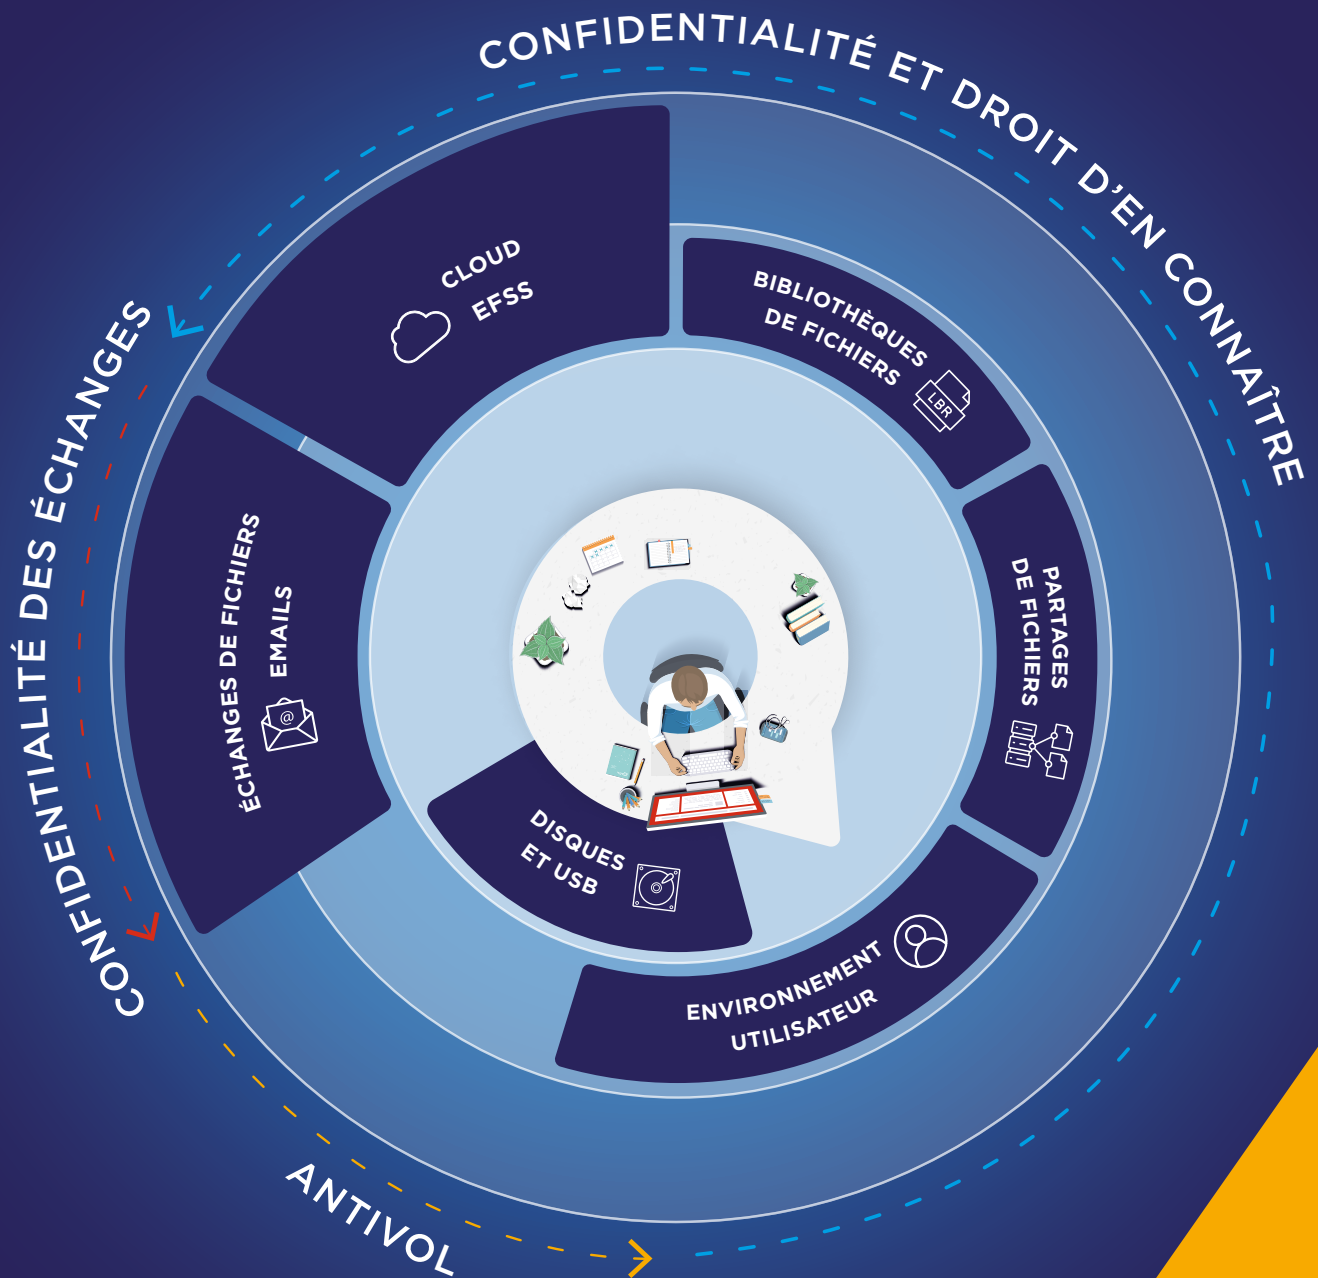 CONFIDENTIALITÉ ET DROIT D'EN CONNAÎTRE
CLOUD
EFSS
BIBLIOTHÈQUES
DE FICHIERS
LBR
PARTAGES
DE FICHIERS
ENVIRONNEMENT
UTILISATEUR
DISQUES
ET USB
ÉCHANGES DE FICHIERS
EMAILS
@
CONFIDENTIALITÉ DES ÉCHANGES
ANTIVOL